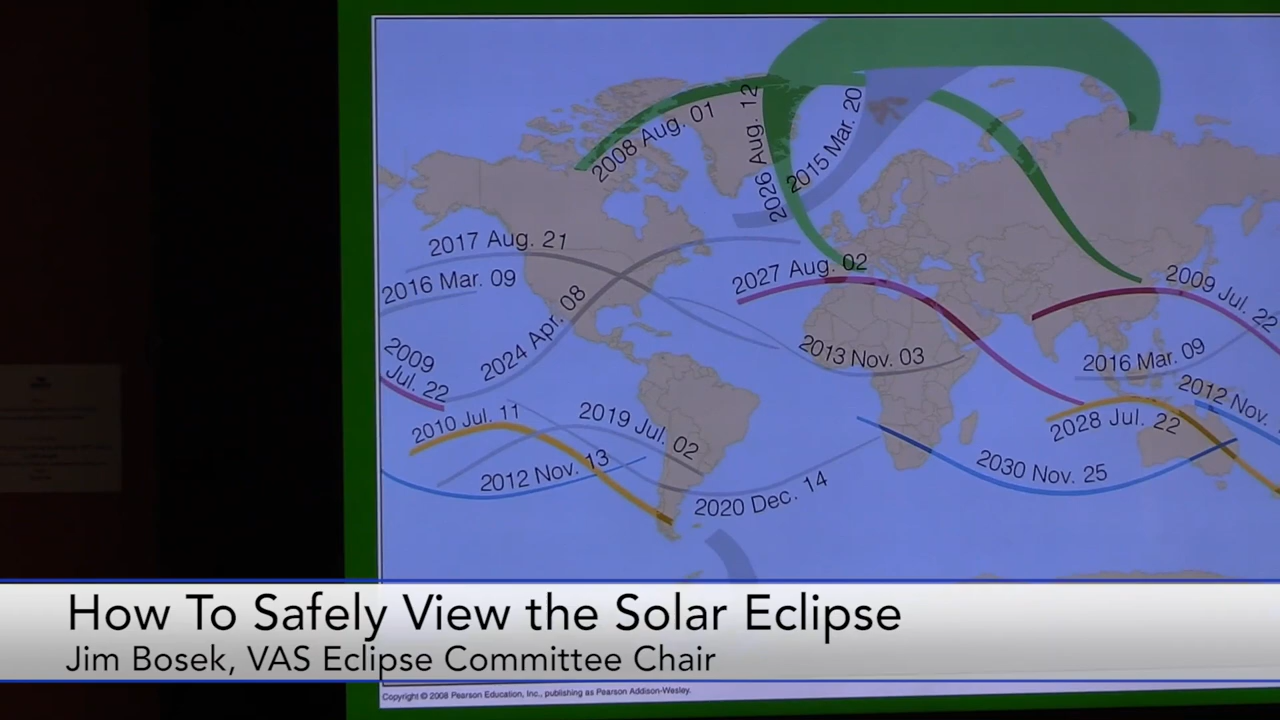 2008 Aug. 01
2026 Aug. 12
2015 Mar. 20
2017 Aug. 21
2016 Mar. 09
2024 Apr. 08
2027 Aug. 02
2009 Jul. 22
2013 Nov. 03
2016 Mar. 09
2009
Jul. 22
2010 Jul. 11
2019 Jul. 02
2012 Nov.
2028 Jul. 22
2012 Nov. 13
2030 Nov. 25
2020 Dec. 14
How To Safely View the Solar Eclipse
Jim Bosek, VAS Eclipse Committee Chair
Copyright © 2008 Pearson Education, Inc., publishing as Pearson Addison-Wesley.